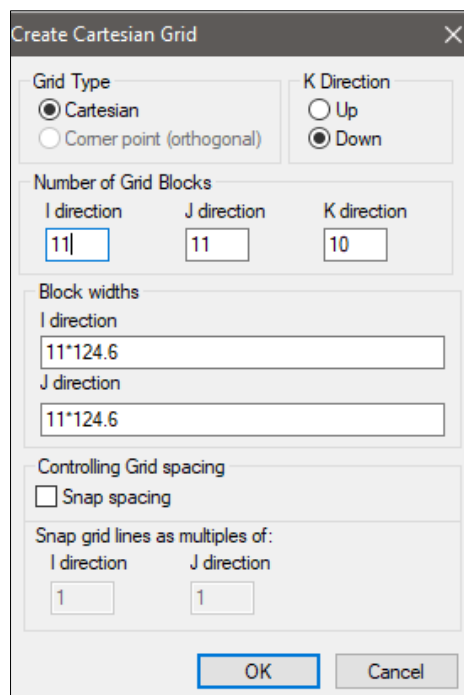 Create Cartesian Grid
Grid Type
Cartesian
Corner point (orthogonal)
K Direction
Up
Down
Number of Grid Blocks
I direction J direction K direction
11 11 10
Block widths
I direction
11*124.6
J direction
11*124.6
Controlling Grid spacing
Snap spacing
Snap grid lines as multiples of:
I direction J direction
1 1
OK Cancel